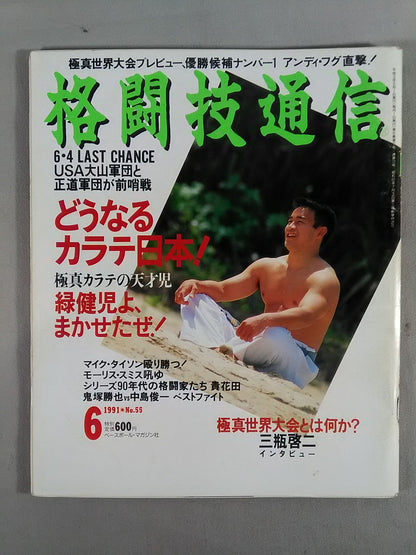 極真世界大会プレビュー、優勝候補ナンバー1 アンディ・フグ直撃!
格闘技通信
6・4 LAST CHANCE
USA大山軍団と
正道軍団が前哨戦
どうなる
カラテ日本!
極真カラテの天才児
緑健児よ、
まかせたぜ!
マイク・タイソン殴り勝つ!
モーリス・スミス吼ゆ
シリーズ90年代の格闘家たち 貴花田
鬼塚勝也vs中島俊一 ベストファイト
6
1991★No.55
特別定価600円
ベースボール・マガジン社
極真世界大会とは何か?
三瓶啓二
インタビュー